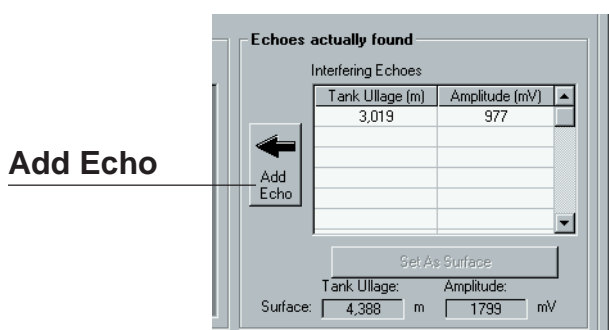 Echoes actually found
Interfering Echoes
Tank Ullage (m) Amplitude (mV)
3,019 977
Add Echo
Add
Echo
Set As Surface
Tank Ullage: Amplitude:
Surface: 4,388 m 1799 mV